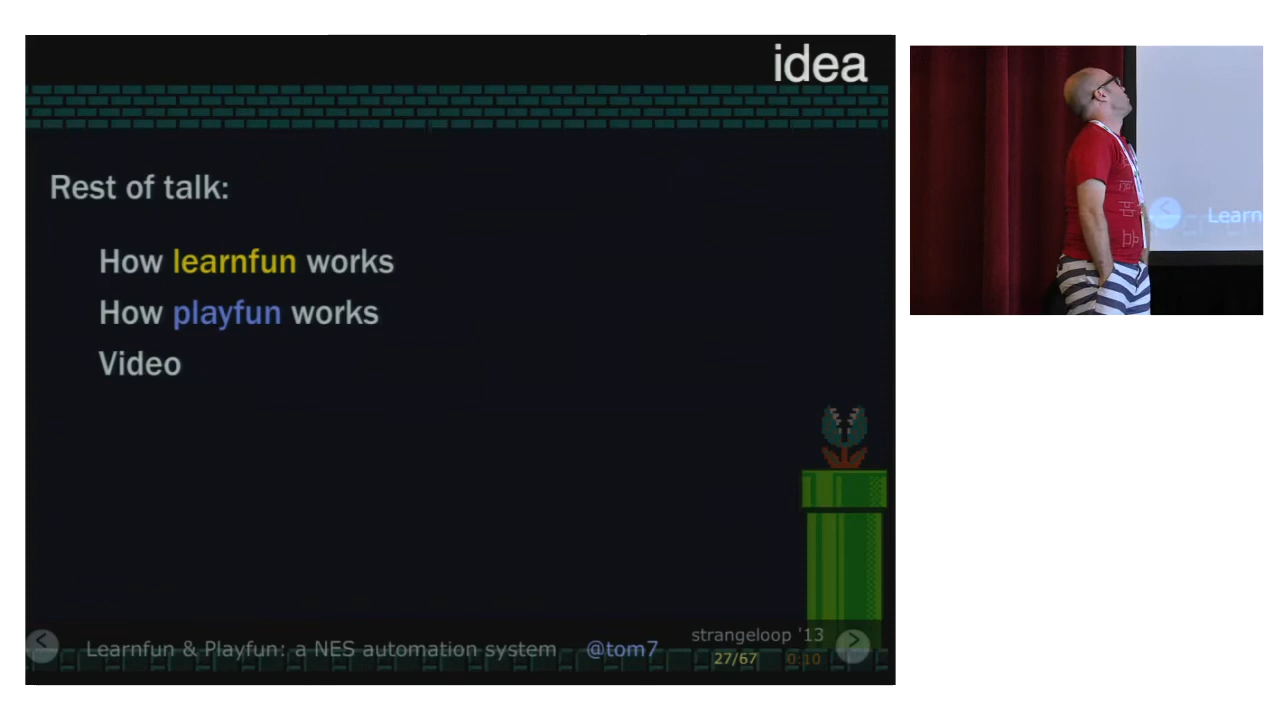 idea
Rest of talk:
How learnfun works
How playfun works
Video
Learnfun & Playfun: a NES automation system @tom7
strangeloop '13
27/67 0:10
Learn